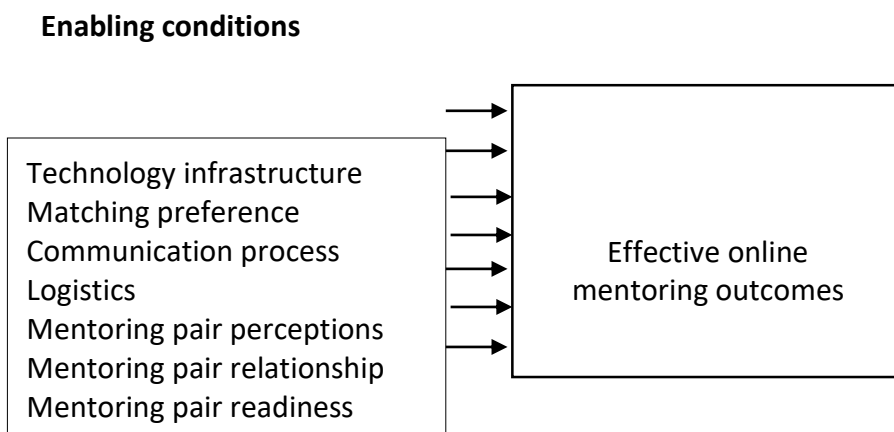 Enabling conditions
Technology infrastructure
Matching preference
Communication process
Logistics
Mentoring pair perceptions
Mentoring pair relationship
Mentoring pair readiness
Effective online
mentoring outcomes